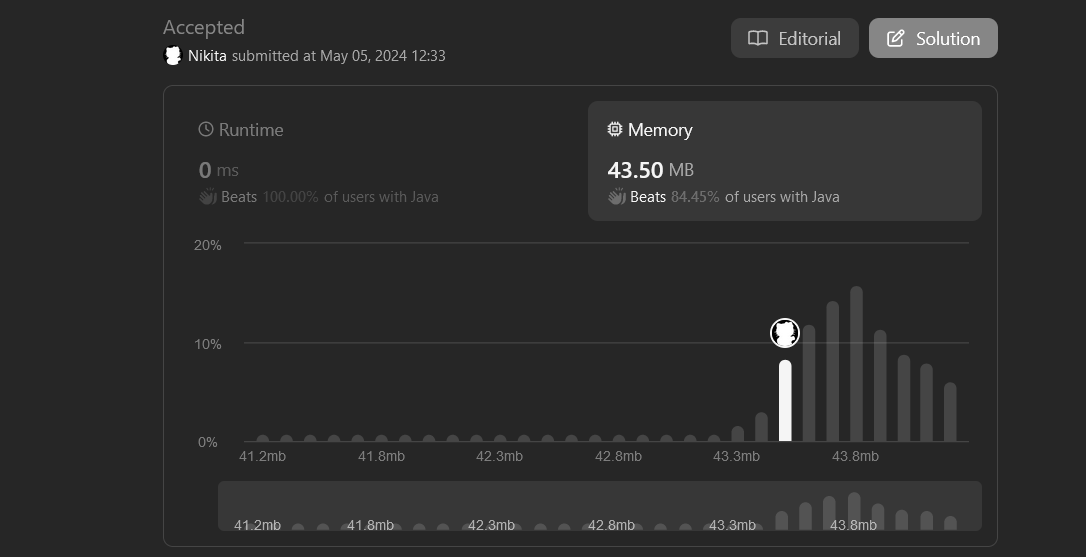 Accepted
Nikita submitted at May 05, 2024 12:33
Editorial
Solution
Runtime
0 ms
Beats 100.00% of users with Java
Memory
43.50 MB
Beats 84.45% of users with Java
20%
10%
0%
41.2mb 41.8mb 42.3mb 42.8mb 43.3mb 43.8mb
41.2mb 41.8mb 42.3mb 42.8mb 43.3mb 43.8mb